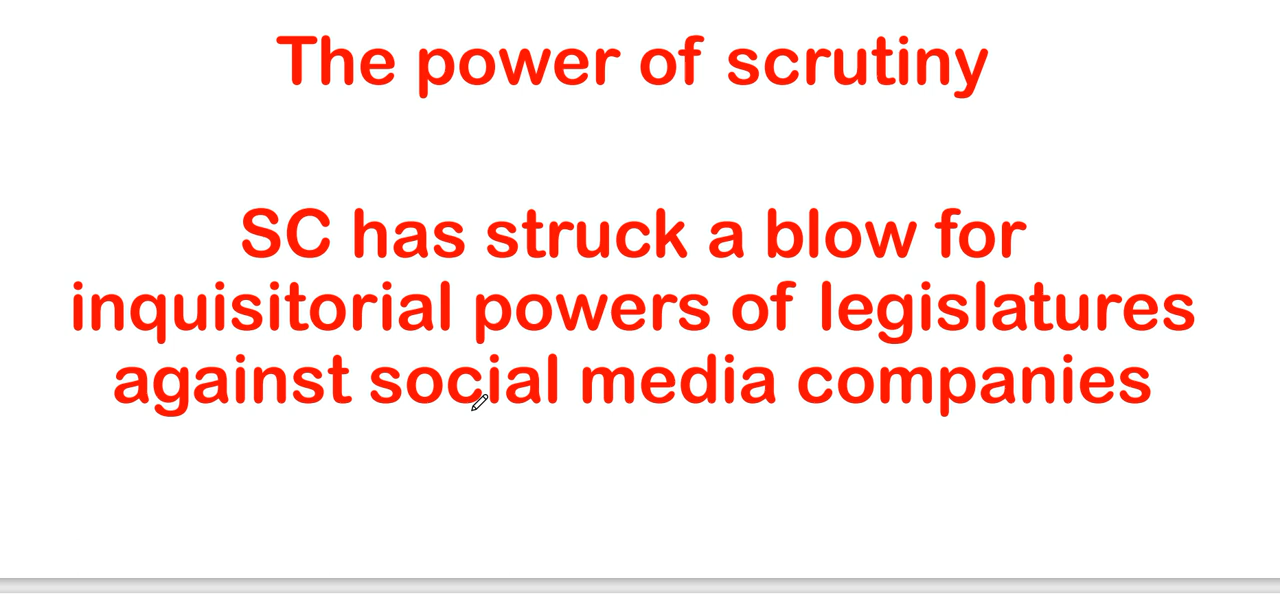 The power of scrutiny
SC has struck a blow for
inquisitorial powers of legislatures
against social media companies